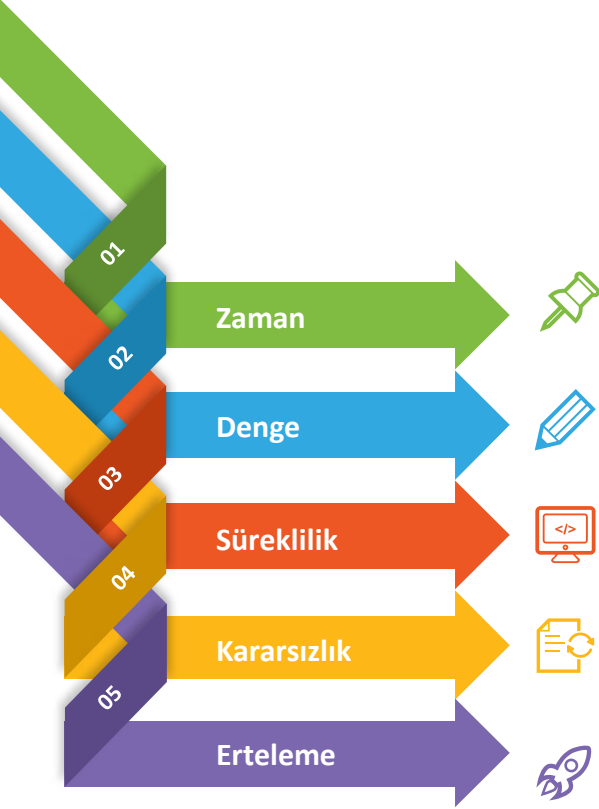 01
Zaman
02
Denge
03
Süreklilik
</>
04
Kararsızlık
05
Erteleme